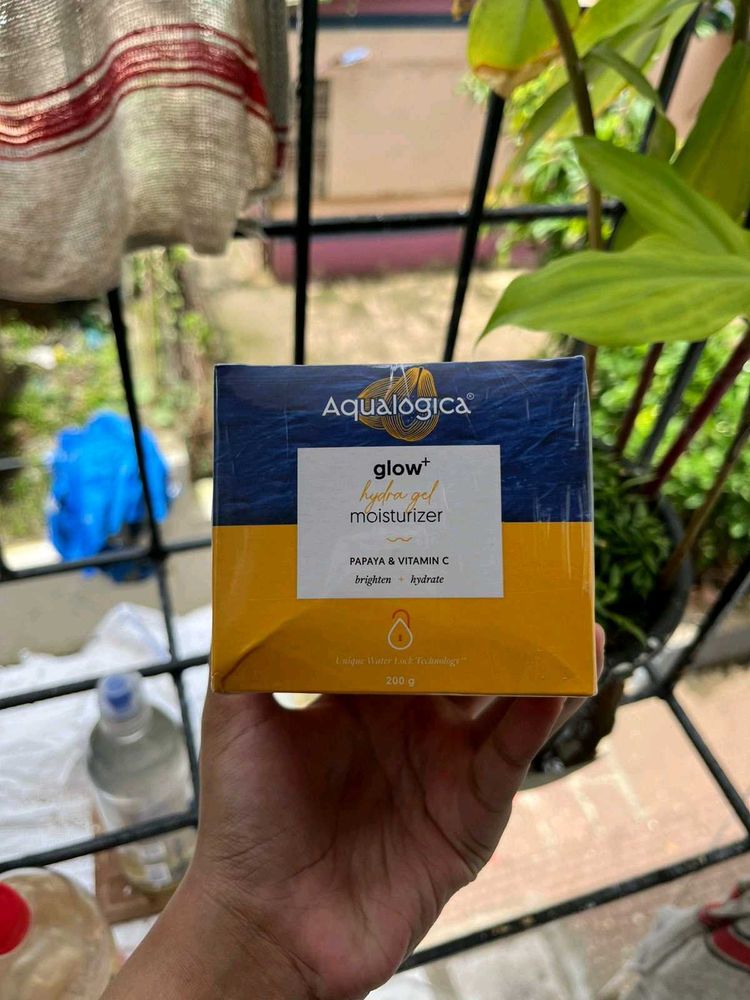 Aqualogica®
glow+
hydra gel
moisturizer
PAPAYA & VITAMIN C
brighten + hydrate
Unique Water Lock Technology™
200 g